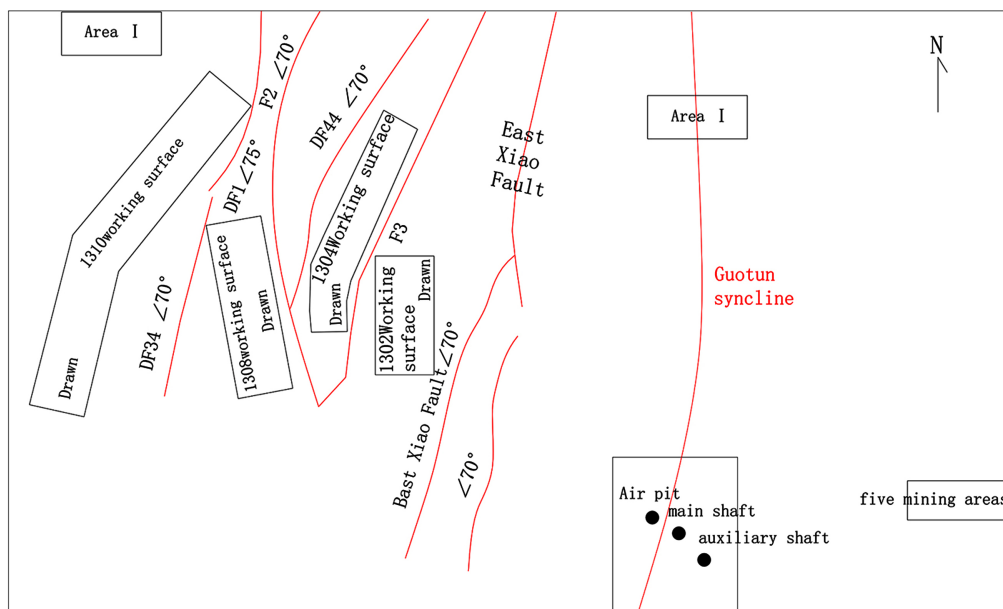 Area I
N
F2 ∠70°
DF44 ∠70°
Area I
1310working surface
Drawn
DF1∠75°
1304Working surface
Drawn
East
Xiao
Fault
F3
DF34 ∠70°
1308working surface
Drawn
1302Working
surface
Drawn
Guotun
syncline
Bast Xiao Fault∠70°
∠70°
Air pit
main shaft
auxiliary shaft
five mining areas